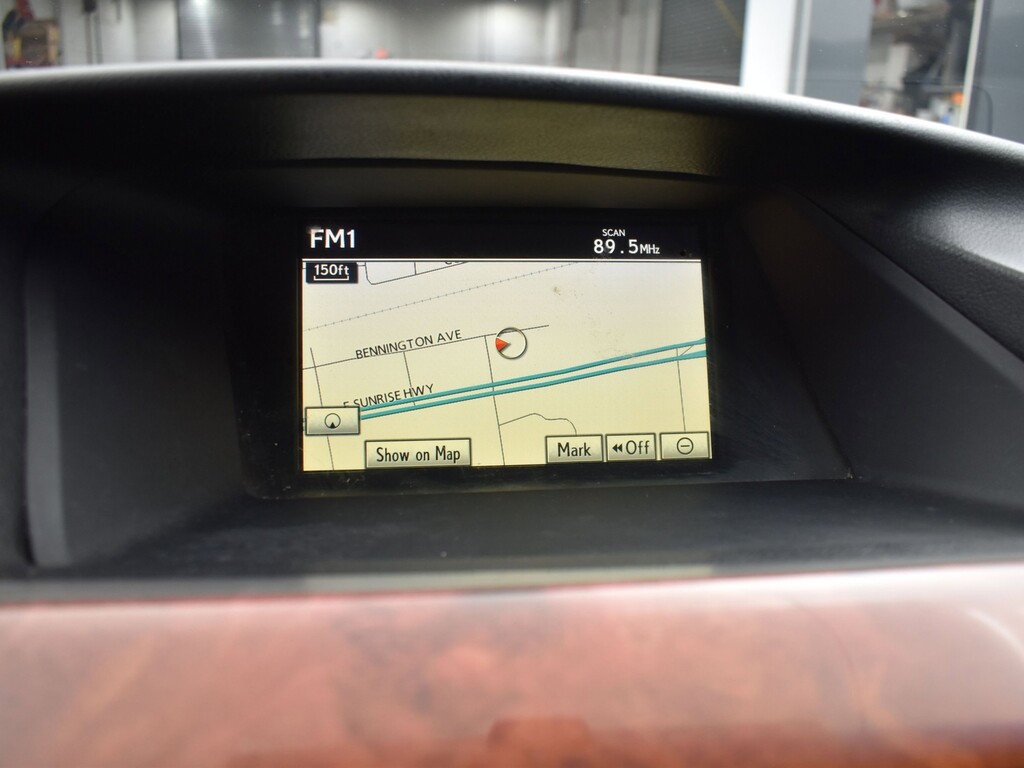 FM1
SCAN
89.5MHz
150ft
BENNINGTON AVE
E SUNRISE HWY
Show on Map
Mark
Off